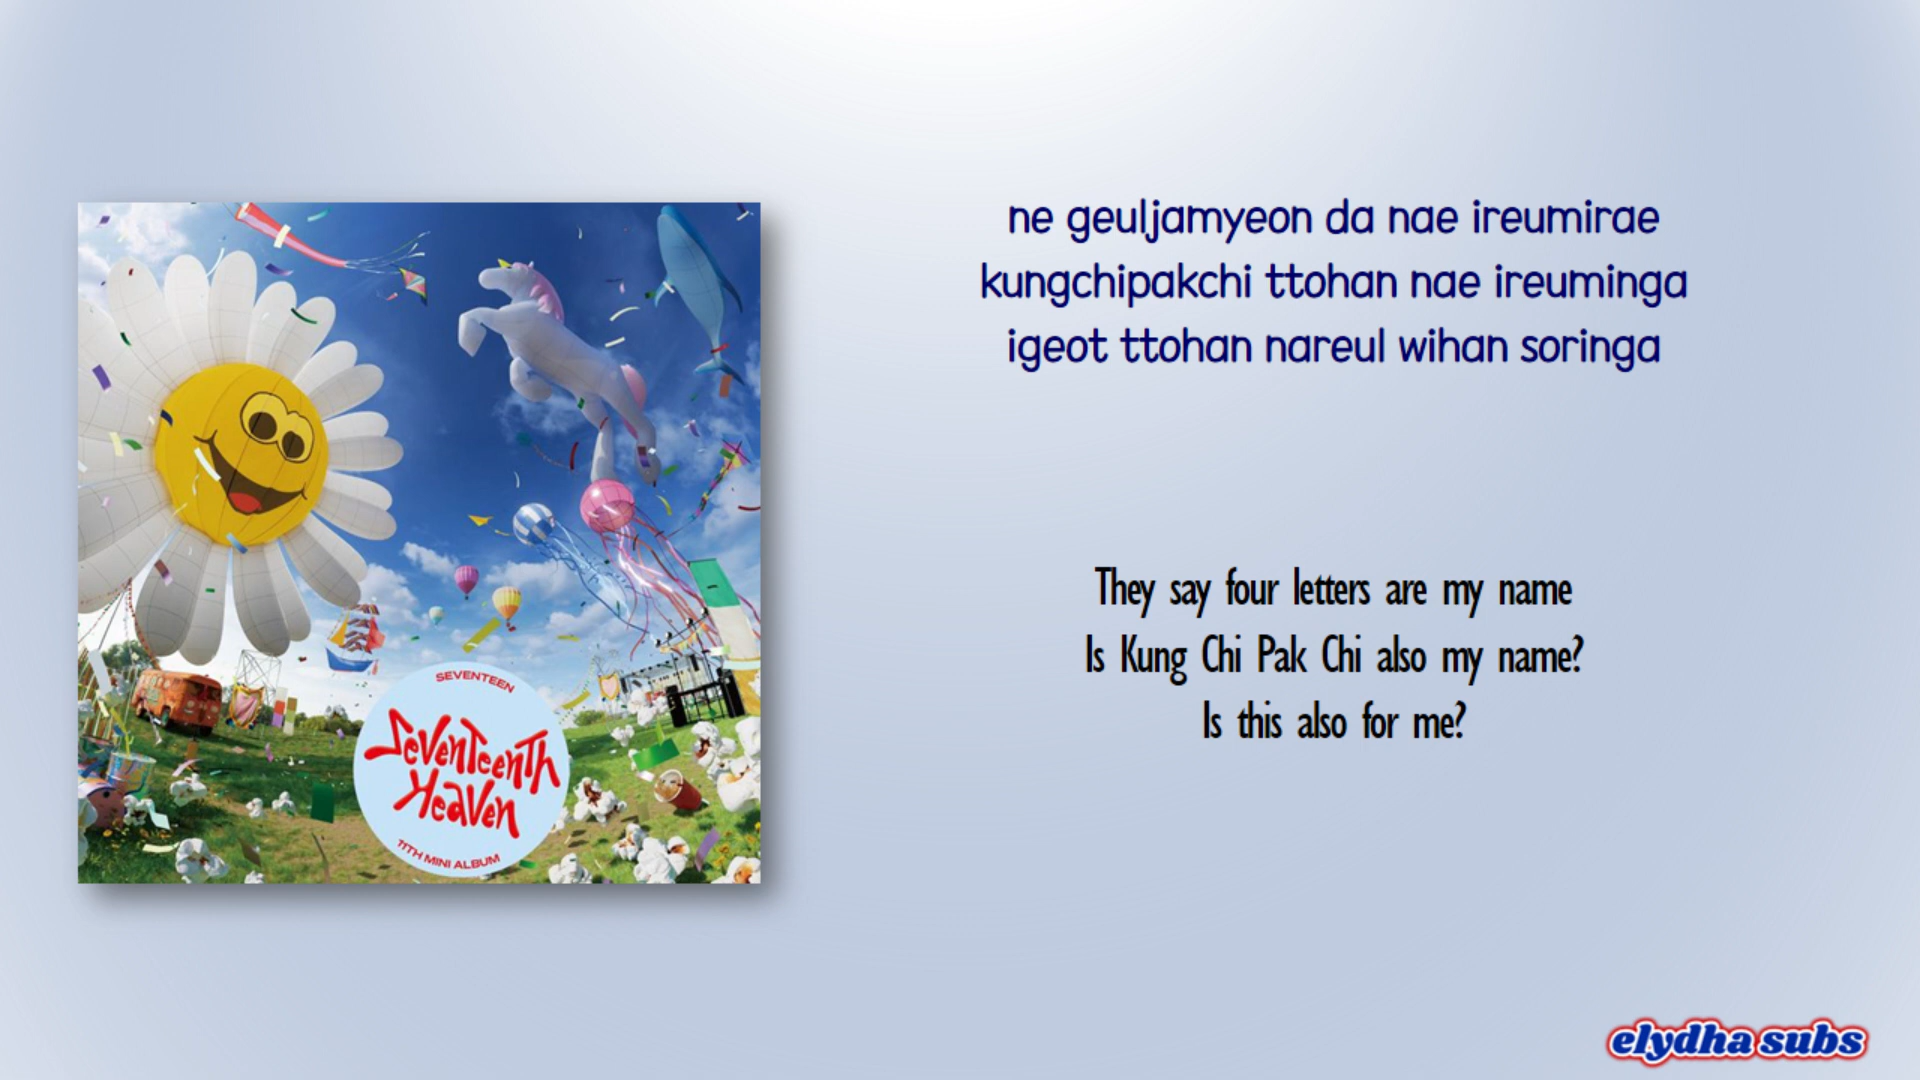 SEVENTEEN
SEVENTEENTH
HEAVEN
11TH MINI ALBUM
ne geuljamyeon da nae ireumirae
kungchipakchi ttohan nae ireuminga
igeot ttohan nareul wihan soringa
They say four letters are my name
Is Kung Chi Pak Chi also my name?
Is this also for me?
elydha subs